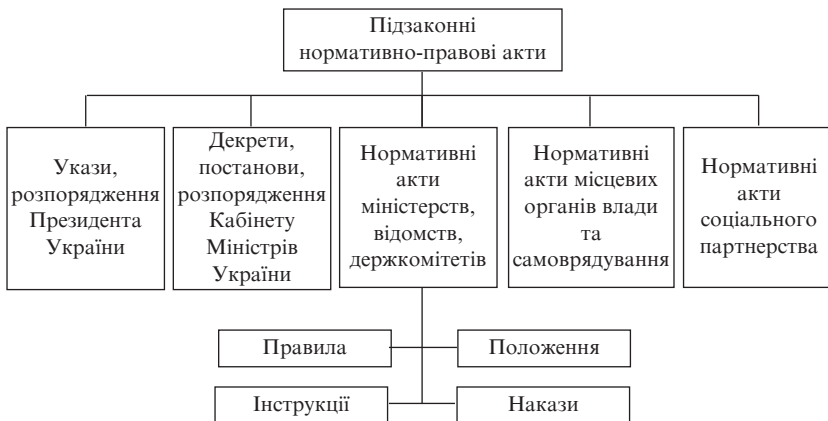 Підзаконні
нормативно-правові акти
Укази,
розпорядження
Президента
України
Декрети,
постанови,
розпорядження
Кабінету
Міністрів
України
Нормативні
акти
міністерств,
відомств,
держкомітетів
Нормативні
акти місцевих
органів влади
та
самоврядування
Нормативні
акти
соціального
партнерства
Правила
Положення
Інструкції
Накази